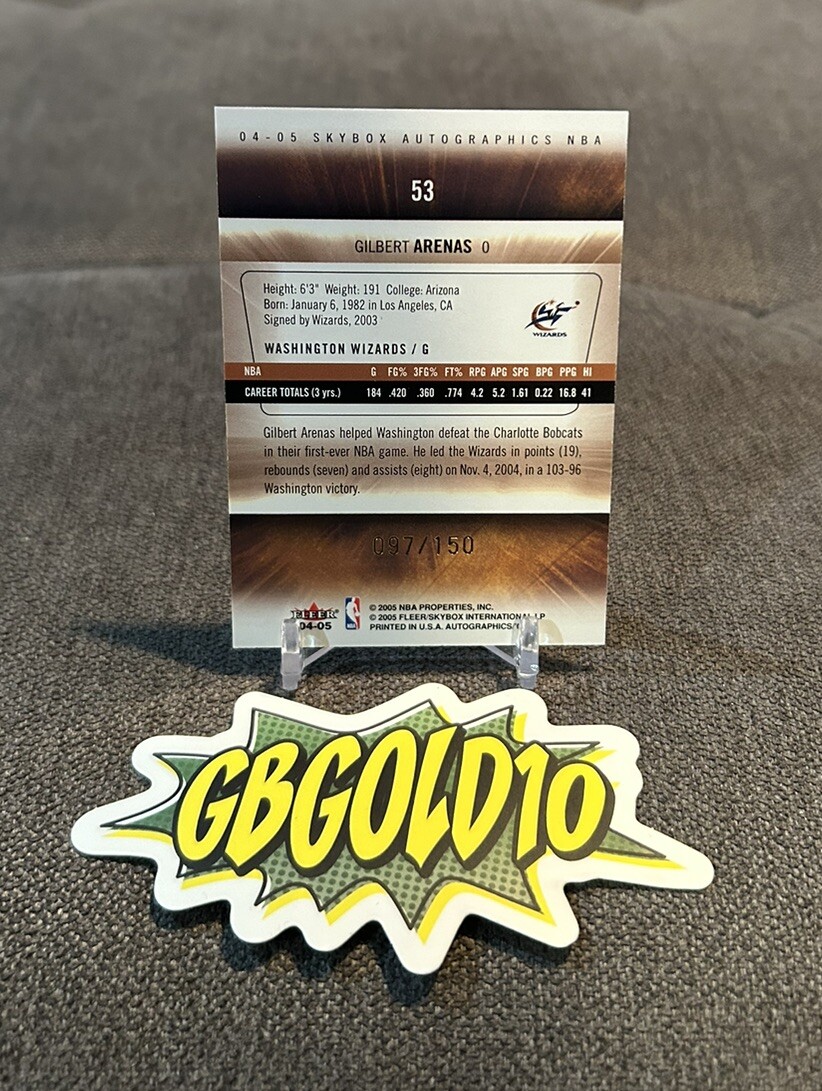 04-05 SKYBOX AUTOGRAPHICS NBA
53
GILBERT ARENAS 0
Height: 6'3" Weight: 191 College: Arizona
Born: January 6, 1982 in Los Angeles, CA
Signed by Wizards, 2003
WIZARDS
WASHINGTON WIZARDS / G
NBA G FG% 3FG% FT% RPG APG SPG BPG PPG HI
CAREER TOTALS (3 yrs.) 184 .420 .360 .774 4.2 5.2 1.61 0.22 16.8 41
Gilbert Arenas helped Washington defeat the Charlotte Bobcats
in their first-ever NBA game. He led the Wizards in points (19),
rebounds (seven) and assists (eight) on Nov. 4, 2004, in a 103-96
Washington victory.
097/150
FLEER
04-05
NBA
© 2005 NBA PROPERTIES, INC.
© 2005 FLEER/SKYBOX INTERNATIONAL LP
PRINTED IN U.S.A. AUTOGRAPHICS/
GBGOLD10